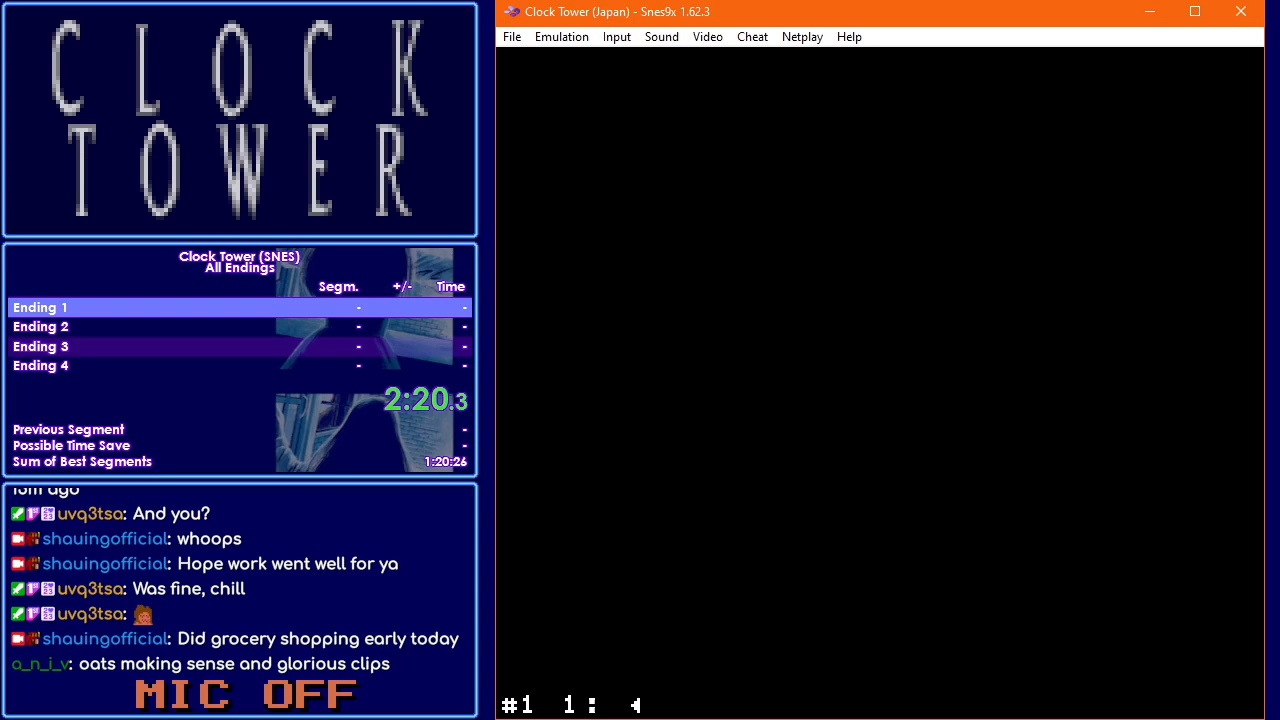 CLOCK
TOWER
Clock Tower (SNES)
All Endings
Segm. +/- Time
Ending 1 - -
Ending 2 - -
Ending 3 - -
Ending 4 - -
2:20.3
Previous Segment -
Possible Time Save -
Sum of Best Segments 1:20:26
15m ago
uvq3tsa: And you?
shauingofficial: whoops
shauingofficial: Hope work went well for ya
uvq3tsa: Was fine, chill
uvq3tsa:
shauingofficial: Did grocery shopping early today
a_n_i_v: oats making sense and glorious clips
MIC OFF
Clock Tower (Japan) - Snes9x 1.62.3
File Emulation Input Sound Video Cheat Netplay Help
#1 1: